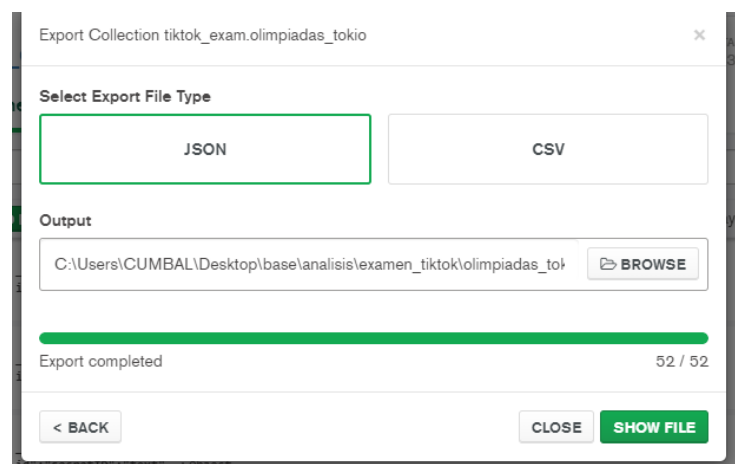 Export Collection tiktok_exam.olimpiadas_tokio ×
Select Export File Type
JSON CSV
Output
C:\Users\CUMBAL\Desktop\base\analisis\examen_tiktok\olimpiadas_tok BROWSE
Export completed 52 / 52
< BACK CLOSE SHOW FILE